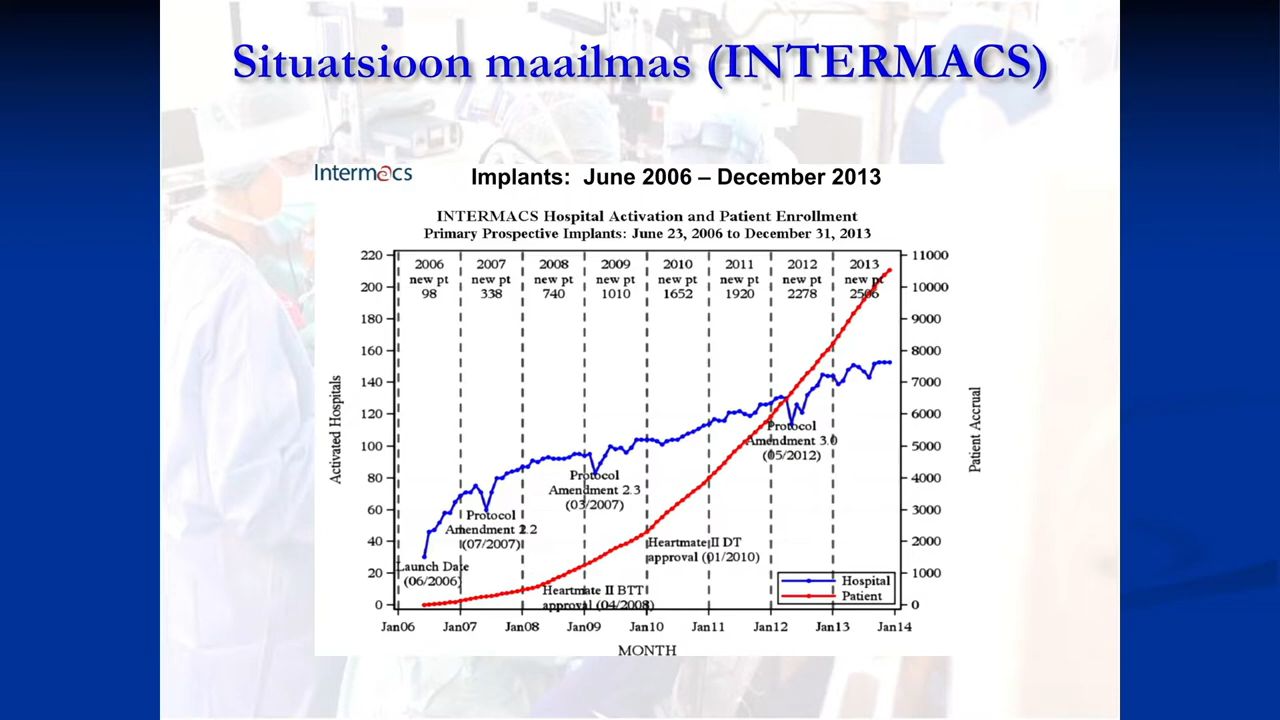 Situatsioon maailmas (INTERMACS)
Intermacs
Implants: June 2006 – December 2013
INTERMACS Hospital Activation and Patient Enrollment
Primary Prospective Implants: June 23, 2006 to December 31, 2013
220 200 180 160 140 120 100 80 60 40 20 0
Activated Hospitals
2006 new pt 98
2007 new pt 338
2008 new pt 740
2009 new pt 1010
2010 new pt 1652
2011 new pt 1920
2012 new pt 2278
2013 new pt 2506
11000 10000 9000 8000 7000 6000 5000 4000 3000 2000 1000 0
Patient Accrual
Launch Date
(06/2006)
Protocol
Amendment 2.2
(07/2007)
Protocol
Amendment 2.3
(03/2007)
Heartmate II BTT
approval (04/2008)
Heartmate II DT
approval (01/2010)
Protocol
Amendment 3.0
(05/2012)
Hospital
Patient
Jan06 Jan07 Jan08 Jan09 Jan10 Jan11 Jan12 Jan13 Jan14
MONTH